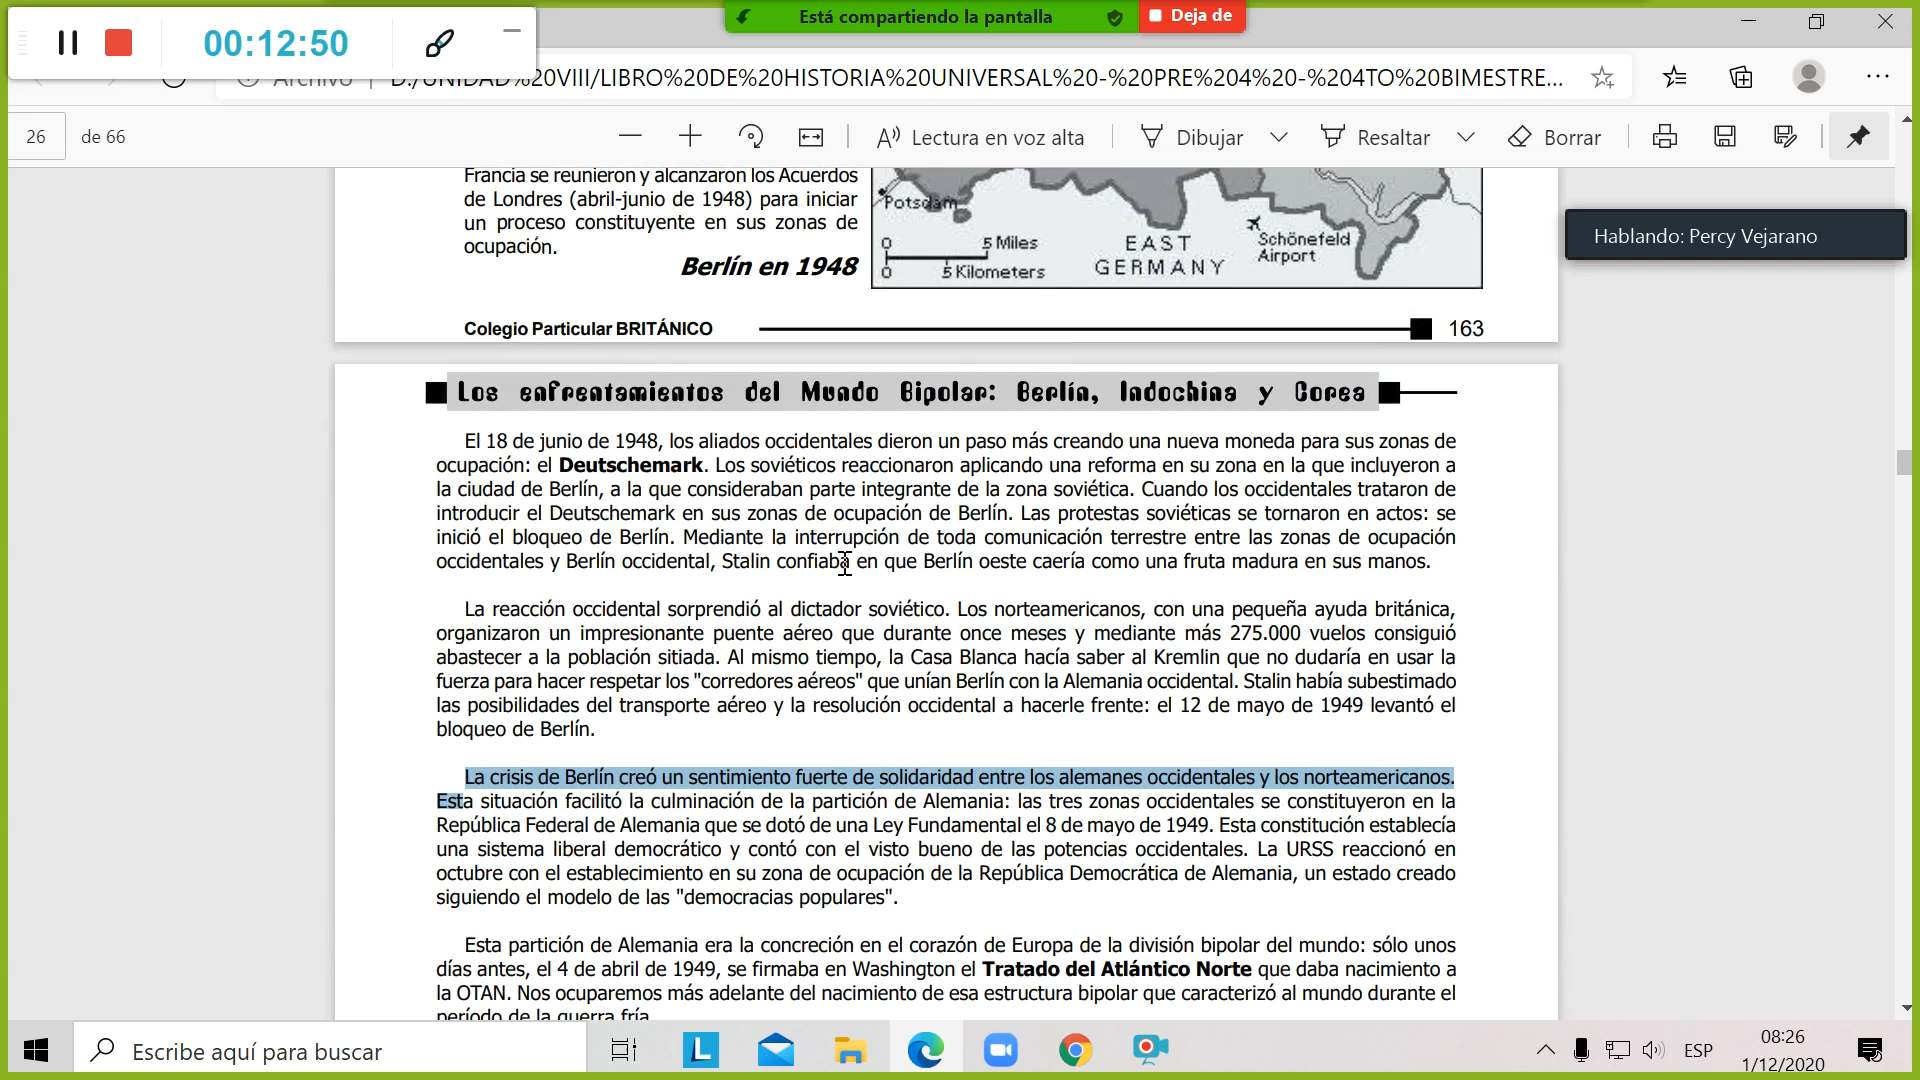 Está compartiendo la pantalla
Deja de
00:12:50
Archivo
D:/UNIDAD%20VIII/LIBRO%20DE%20HISTORIA%20UNIVERSAL%20-%20PRE%204%20-%204TO%20BIMESTRE...
26 de 66
Lectura en voz alta
Dibujar
Resaltar
Borrar
Hablando: Percy Vejarano
Francia se reunieron y alcanzaron los Acuerdos
de Londres (abril-junio de 1948) para iniciar
un proceso constituyente en sus zonas de
ocupación.
Berlín en 1948
Potsdam
0 5 Miles
0 5 Kilometers
EAST
GERMANY
Schönefeld
Airport
Colegio Particular BRITÁNICO 163
Los enfrentamientos del Mundo Bipolar: Berlín, Indochina y Corea
El 18 de junio de 1948, los aliados occidentales dieron un paso más creando una nueva moneda para sus zonas de
ocupación: el Deutschemark. Los soviéticos reaccionaron aplicando una reforma en su zona en la que incluyeron a
la ciudad de Berlín, a la que consideraban parte integrante de la zona soviética. Cuando los occidentales trataron de
introducir el Deutschemark en sus zonas de ocupación de Berlín. Las protestas soviéticas se tornaron en actos: se
inició el bloqueo de Berlín. Mediante la interrupción de toda comunicación terrestre entre las zonas de ocupación
occidentales y Berlín occidental, Stalin confiaba en que Berlín oeste caería como una fruta madura en sus manos.
La reacción occidental sorprendió al dictador soviético. Los norteamericanos, con una pequeña ayuda británica,
organizaron un impresionante puente aéreo que durante once meses y mediante más 275.000 vuelos consiguió
abastecer a la población sitiada. Al mismo tiempo, la Casa Blanca hacía saber al Kremlin que no dudaría en usar la
fuerza para hacer respetar los "corredores aéreos" que unían Berlín con la Alemania occidental. Stalin había subestimado
las posibilidades del transporte aéreo y la resolución occidental a hacerle frente: el 12 de mayo de 1949 levantó el
bloqueo de Berlín.
La crisis de Berlín creó un sentimiento fuerte de solidaridad entre los alemanes occidentales y los norteamericanos.
Esta situación facilitó la culminación de la partición de Alemania: las tres zonas occidentales se constituyeron en la
República Federal de Alemania que se dotó de una Ley Fundamental el 8 de mayo de 1949. Esta constitución establecía
una sistema liberal democrático y contó con el visto bueno de las potencias occidentales. La URSS reaccionó en
octubre con el establecimiento en su zona de ocupación de la República Democrática de Alemania, un estado creado
siguiendo el modelo de las "democracias populares".
Esta partición de Alemania era la concreción en el corazón de Europa de la división bipolar del mundo: sólo unos
días antes, el 4 de abril de 1949, se firmaba en Washington el Tratado del Atlántico Norte que daba nacimiento a
la OTAN. Nos ocuparemos más adelante del nacimiento de esa estructura bipolar que caracterizó al mundo durante el
período de la guerra fría.
Escribe aquí para buscar
L
ESP
08:26
1/12/2020